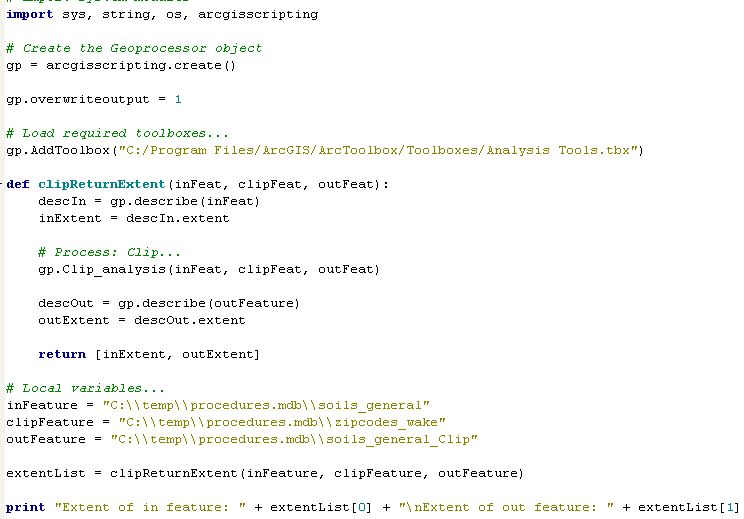 import sys, string, os, arcgisscripting
# Create the Geoprocessor object
gp = arcgisscripting.create()
gp.overwriteoutput = 1
# Load required toolboxes...
gp.AddToolbox("C:/Program Files/ArcGIS/ArcToolbox/Toolboxes/Analysis Tools.tbx")
def clipReturnExtent(inFeat, clipFeat, outFeat):
    descIn = gp.describe(inFeat)
    inExtent = descIn.extent
    # Process: Clip...
    gp.Clip_analysis(inFeat, clipFeat, outFeat)
    descOut = gp.describe(outFeature)
    outExtent = descOut.extent
    return [inExtent, outExtent]
# Local variables...
inFeature = "C:\\temp\\procedures.mdb\\soils_general"
clipFeature = "C:\\temp\\procedures.mdb\\zipcodes_wake"
outFeature = "C:\\temp\\procedures.mdb\\soils_general_Clip"
extentList = clipReturnExtent(inFeature, clipFeature, outFeature)
print "Extent of in feature: " + extentList[0] + "\nExtent of out feature: " + extentList[1]